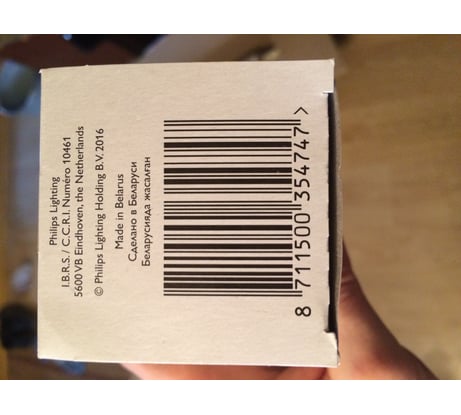 Philips Lighting
I.B.R.S. / C.C.R.I. Numéro 10461
5600 VB Eindhoven, the Netherlands
© Philips Lighting Holding B.V. 2016
Made in Belarus
Сделано в Беларуси
Беларусияда жасалған
8 711500 354747 >